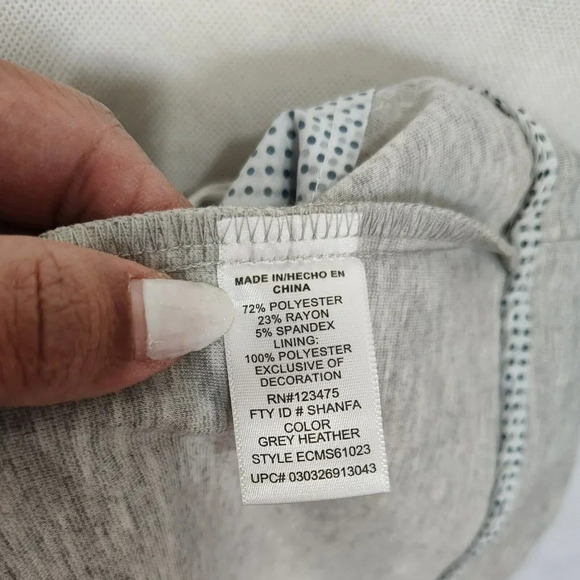 MADE IN/HECHO EN
CHINA
72% POLYESTER
23% RAYON
5% SPANDEX
LINING:
100% POLYESTER
EXCLUSIVE OF
DECORATION
RN#123475
FTY ID # SHANFA
COLOR
GREY HEATHER
STYLE ECMS61023
UPC# 030326913043